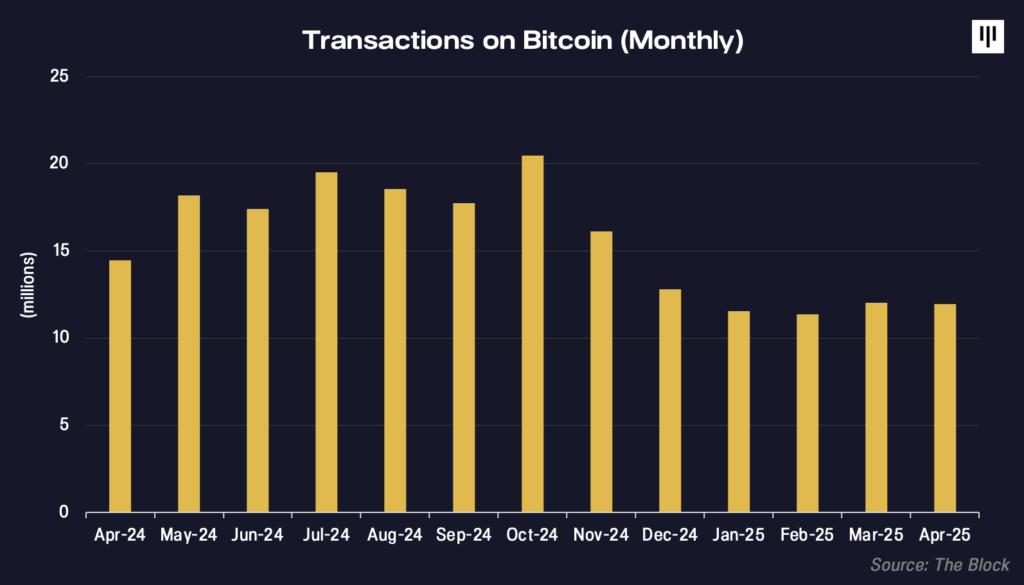 Transactions on Bitcoin (Monthly)
25
20
15
10
5
0
(millions)
Apr-24 May-24 Jun-24 Jul-24 Aug-24 Sep-24 Oct-24 Nov-24 Dec-24 Jan-25 Feb-25 Mar-25 Apr-25
Source: The Block